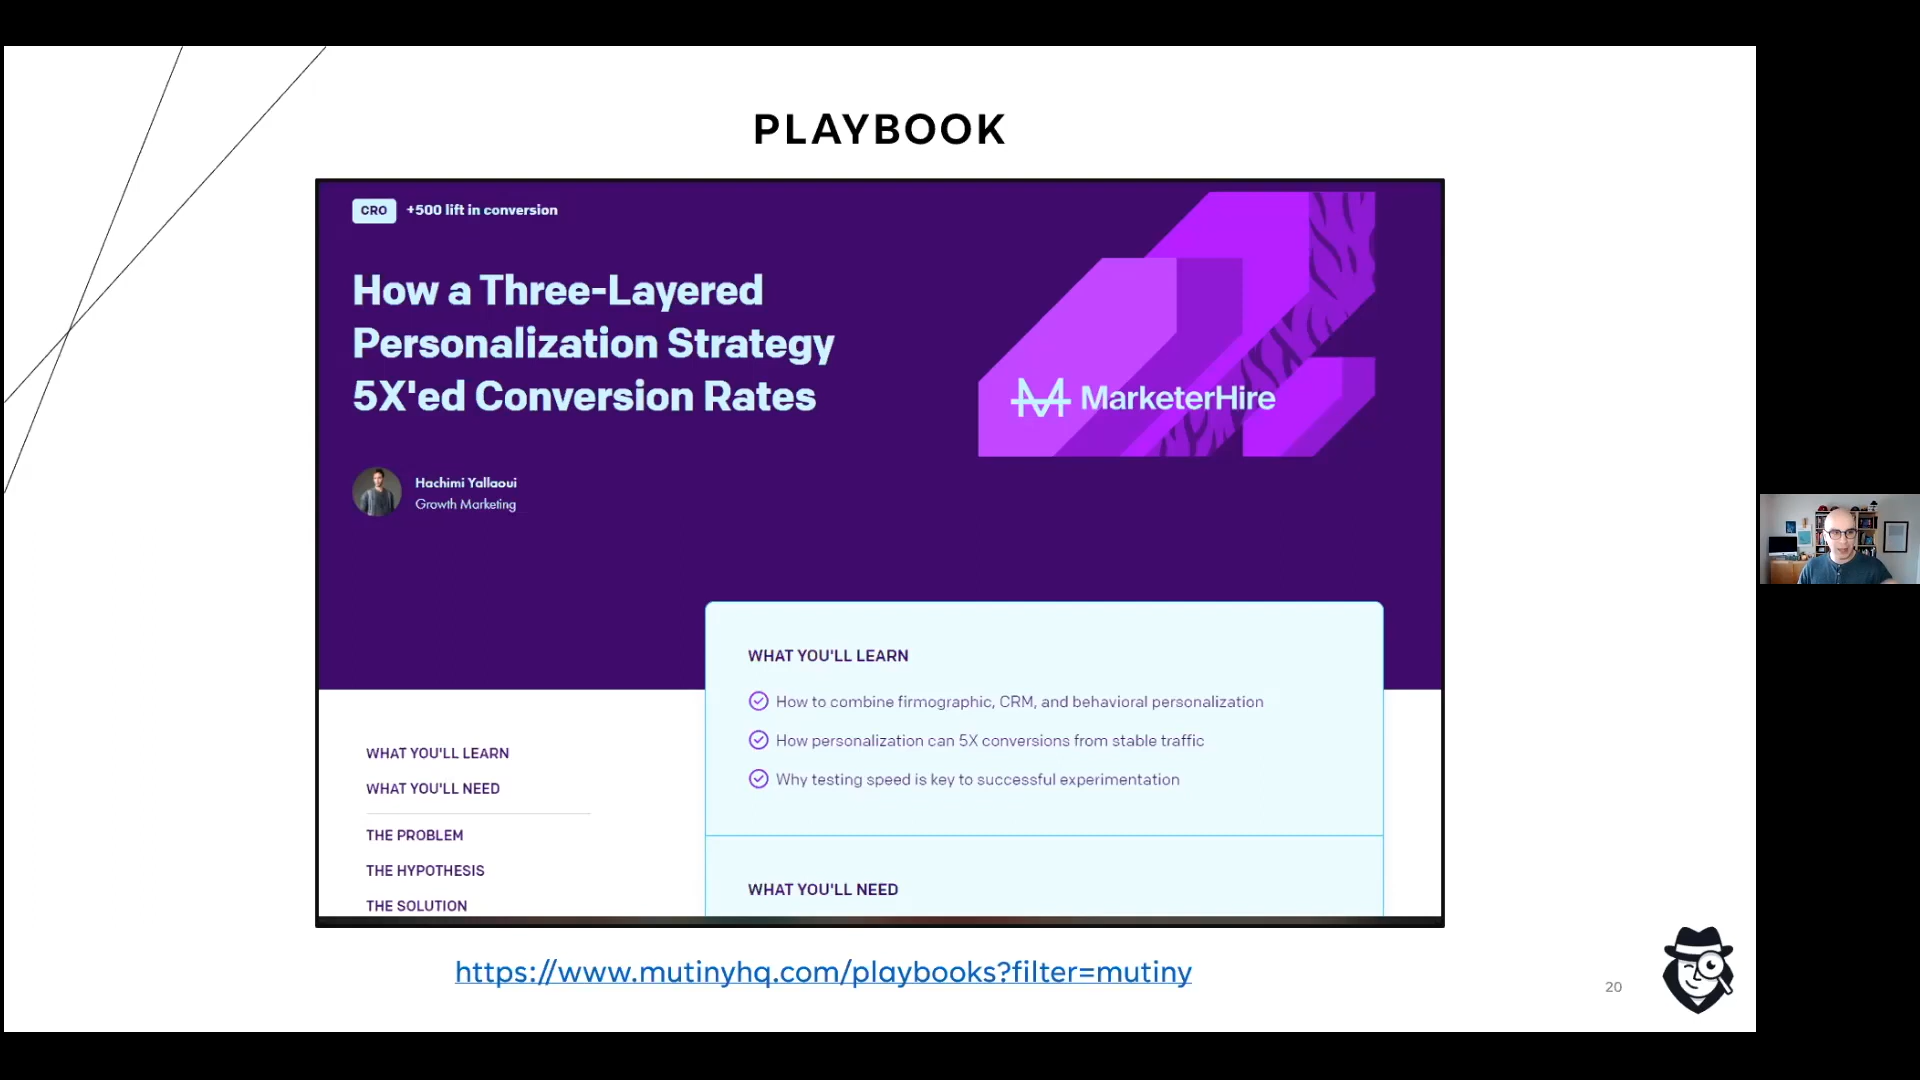 PLAYBOOK
CRO +500 lift in conversion
How a Three-Layered
Personalization Strategy
5X'ed Conversion Rates
MarketerHire
Hachimi Yallaoui
Growth Marketing
WHAT YOU'LL LEARN
How to combine firmographic, CRM, and behavioral personalization
How personalization can 5X conversions from stable traffic
Why testing speed is key to successful experimentation
WHAT YOU'LL NEED
WHAT YOU'LL LEARN
WHAT YOU'LL NEED
THE PROBLEM
THE HYPOTHESIS
THE SOLUTION
https://www.mutinyhq.com/playbooks?filter=mutiny
20